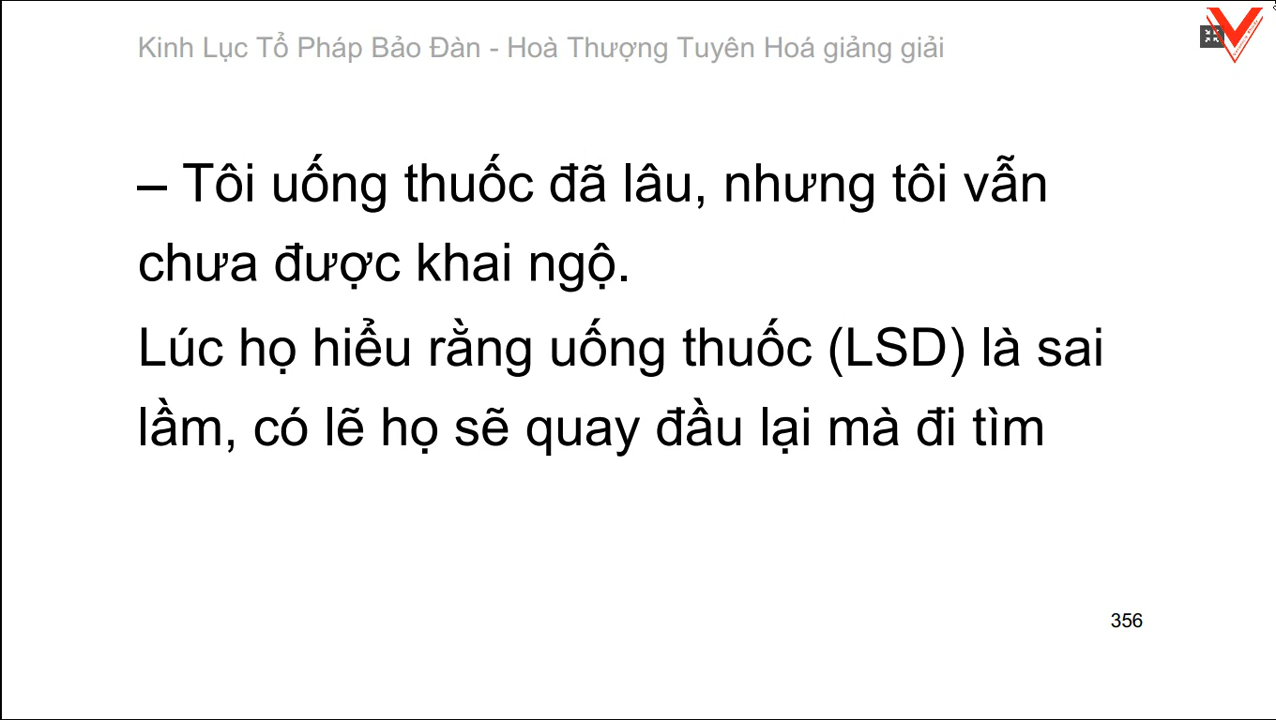 Kinh Lục Tổ Pháp Bảo Đàn - Hoà Thượng Tuyên Hoá giảng giải
– Tôi uống thuốc đã lâu, nhưng tôi vẫn
chưa được khai ngộ.
Lúc họ hiểu rằng uống thuốc (LSD) là sai
lầm, có lẽ họ sẽ quay đầu lại mà đi tìm
356